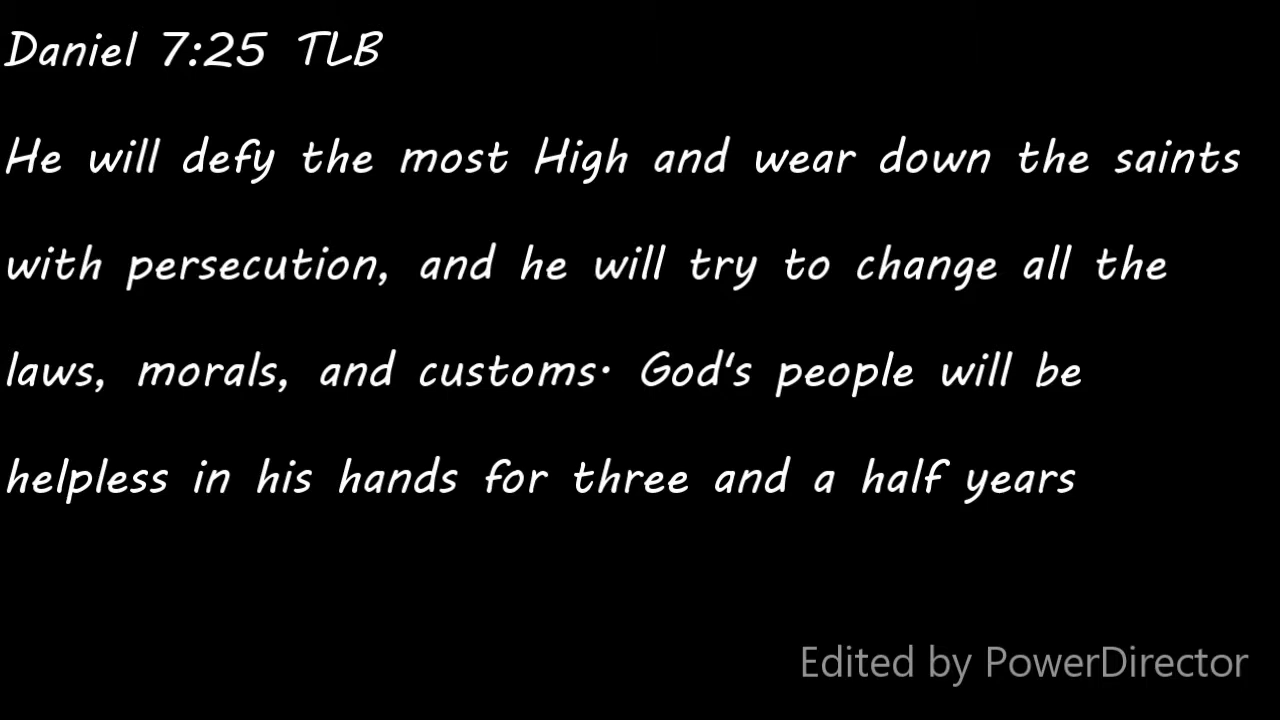 Daniel 7:25 TLB
He will defy the most High and wear down the saints
with persecution, and he will try to change all the
laws, morals, and customs. God's people will be
helpless in his hands for three and a half years
Edited by PowerDirector